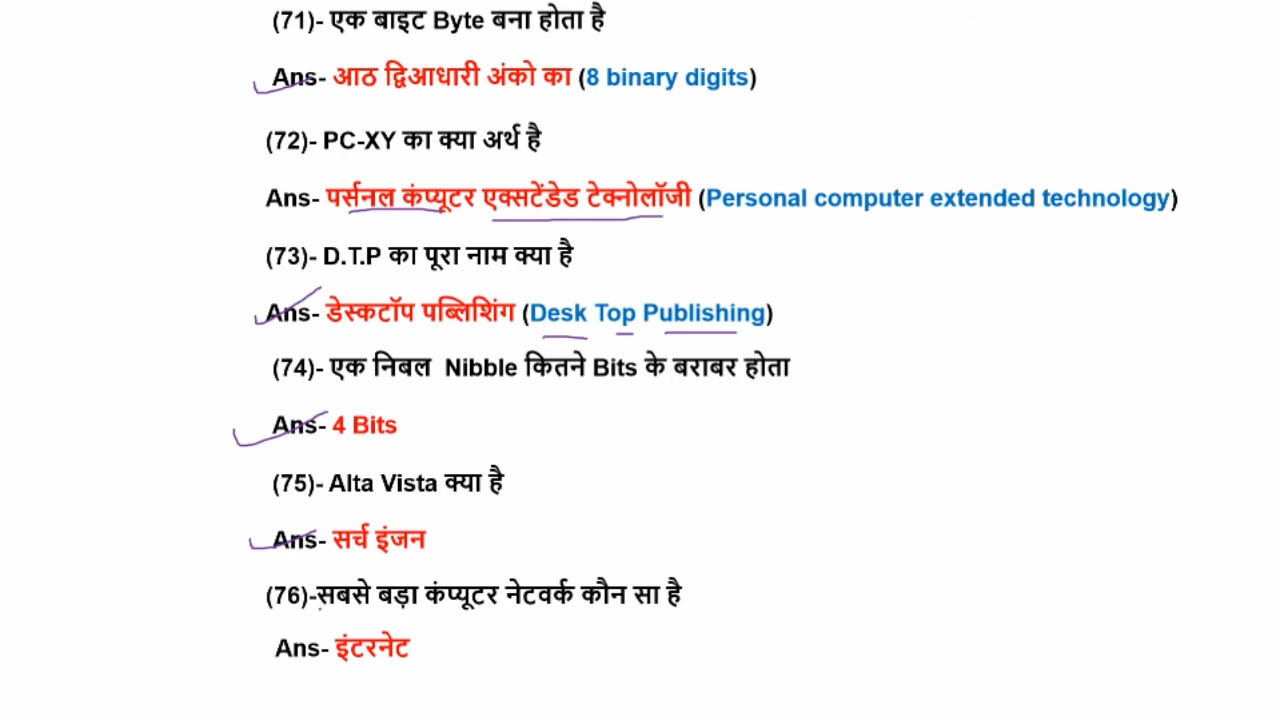 (71)- एक बाइट Byte बना होता है
Ans- आठ द्विआधारी अंको का (8 binary digits)
(72)- PC-XY का क्या अर्थ है
Ans- पर्सनल कंप्यूटर एक्सटेंडेड टेक्नोलॉजी (Personal computer extended technology)
(73)- D.T.P का पूरा नाम क्या है
Ans- डेस्कटॉप पब्लिशिंग (Desk Top Publishing)
(74)- एक निबल Nibble कितने Bits के बराबर होता
Ans- 4 Bits
(75)- Alta Vista क्या है
Ans- सर्च इंजन
(76)-सबसे बड़ा कंप्यूटर नेटवर्क कौन सा है
Ans- इंटरनेट